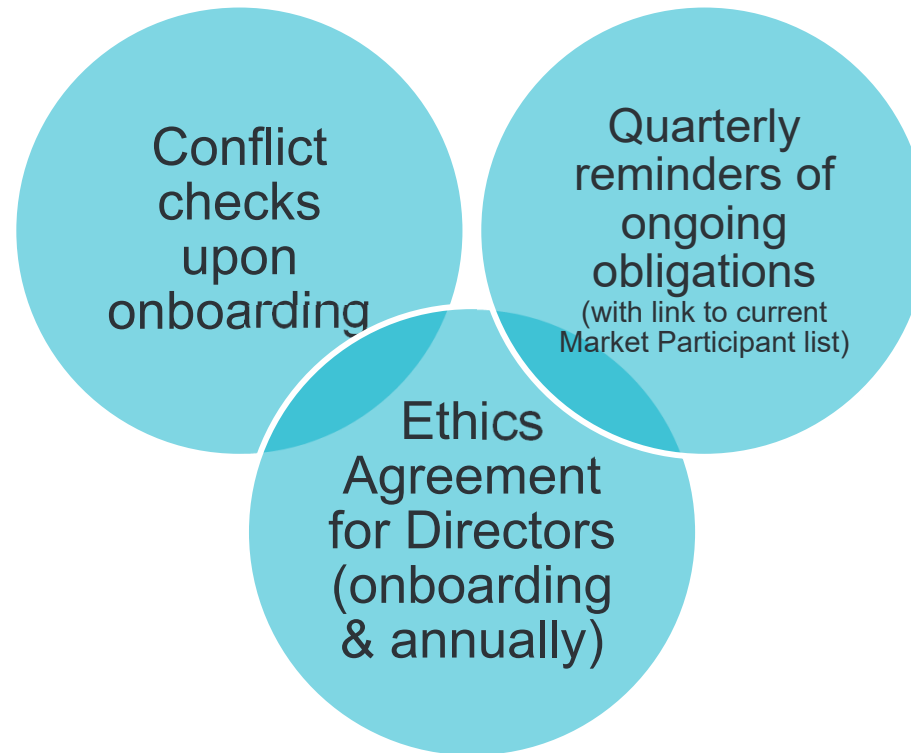 Conflict
checks
upon
onboarding
Quarterly
reminders of
ongoing
obligations
(with link to current
Market Participant list)
Ethics
Agreement
for Directors
(onboarding
& annually)